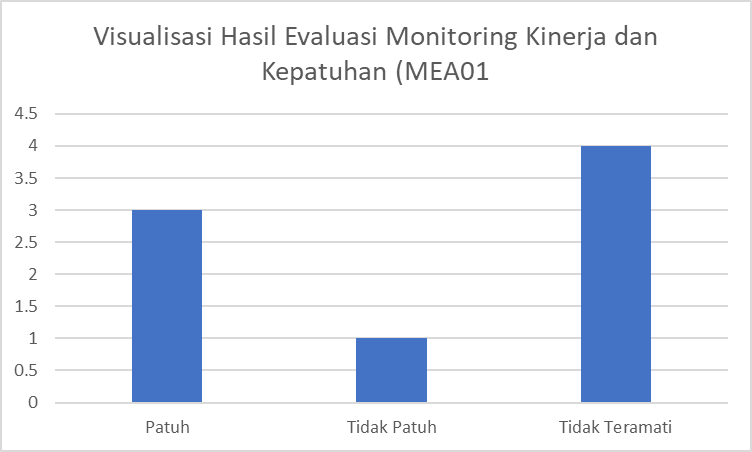 Visualisasi Hasil Evaluasi Monitoring Kinerja dan
Kepatuhan (MEA01
4.5
4
3.5
3
2.5
2
1.5
1
0.5
0
Patuh
Tidak Patuh
Tidak Teramati